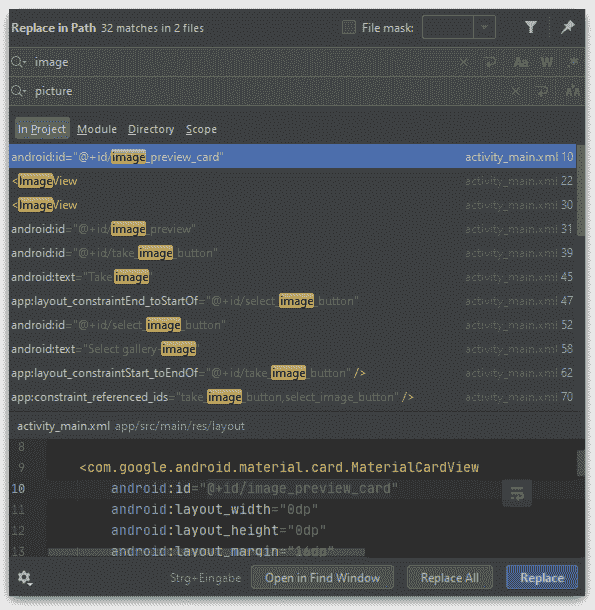 Replace in Path 32 matches in 2 files File mask:
image Aa W .*
picture
In Project Module Directory Scope
android:id="@+id/image_preview_card" activity_main.xml 10
<ImageView activity_main.xml 22
<ImageView activity_main.xml 30
android:id="@+id/image_preview" activity_main.xml 31
android:id="@+id/take_image_button" activity_main.xml 39
android:text="Take image" activity_main.xml 45
app:layout_constraintEnd_toStartOf="@+id/select_image_button" activity_main.xml 47
android:id="@+id/select_image_button" activity_main.xml 52
android:text="Select gallery image" activity_main.xml 58
app:layout_constraintStart_toEndOf="@+id/take_image_button" /> activity_main.xml 62
app:constraint_referenced_ids="take_image_button,select_image_button" /> activity_main.xml 70
activity_main.xml app/src/main/res/layout
8
9 <com.google.android.material.card.MaterialCardView
10 android:id="@+id/image_preview_card"
11 android:layout_width="0dp"
12 android:layout_height="0dp"
13 android:layout_margin="16dp"
Strg+Eingabe Open in Find Window Replace All Replace